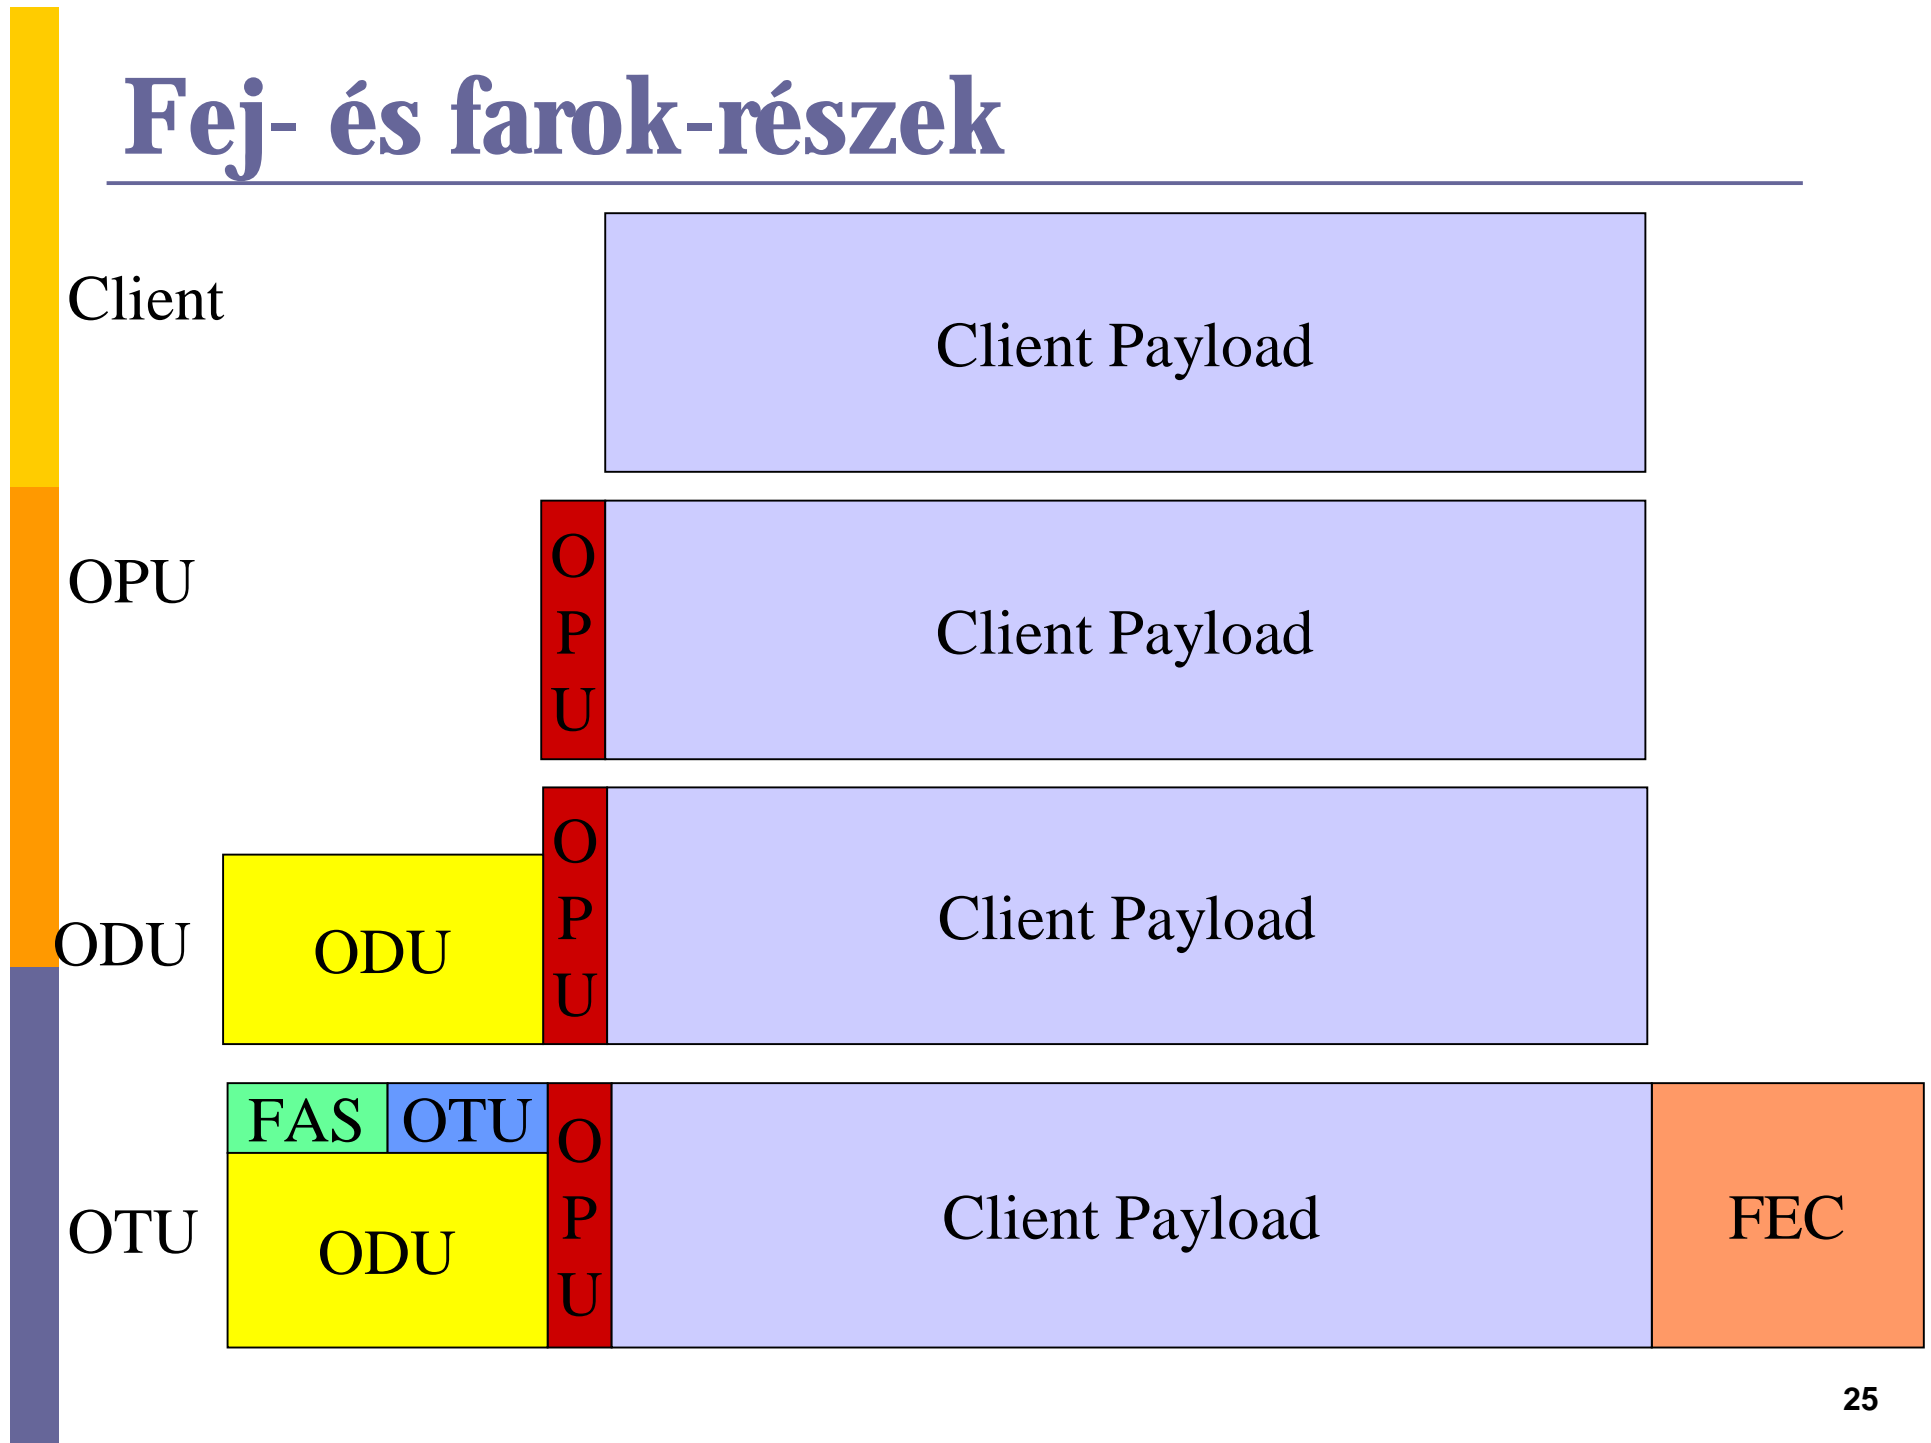 Fej- és farok-részek
Client
Client Payload
OPU
O
P
U
Client Payload
ODU
ODU
O
P
U
Client Payload
OTU
FAS
OTU
ODU
O
P
U
Client Payload
FEC
25